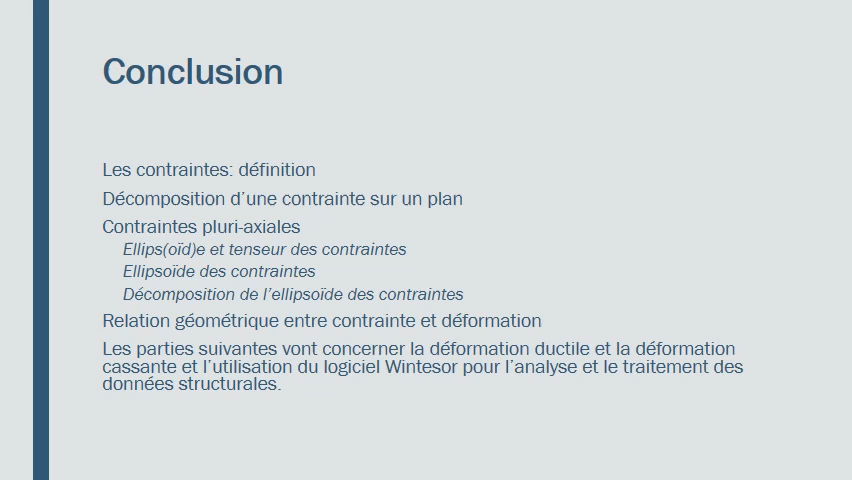 Conclusion
Les contraintes: définition
Décomposition d’une contrainte sur un plan
Contraintes pluri-axiales
Ellips(oïd)e et tenseur des contraintes
Ellipsoïde des contraintes
Décomposition de l’ellipsoïde des contraintes
Relation géométrique entre contrainte et déformation
Les parties suivantes vont concerner la déformation ductile et la déformation
cassante et l’utilisation du logiciel Wintesor pour l’analyse et le traitement des
données structurales.